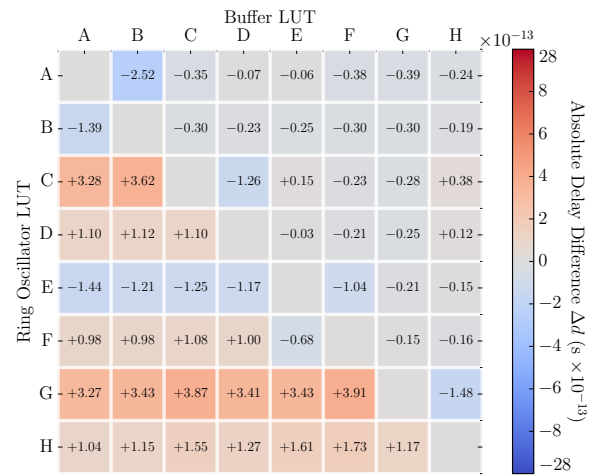 Buffer LUT
A B C D E F G H
×10⁻¹³
A −2.52 −0.35 −0.07 −0.06 −0.38 −0.39 −0.24
B −1.39 −0.30 −0.23 −0.25 −0.30 −0.30 −0.19
C +3.28 +3.62 −1.26 +0.15 −0.23 −0.28 +0.38
D +1.10 +1.12 +1.10 −0.03 −0.21 −0.25 +0.12
E −1.44 −1.21 −1.25 −1.17 −1.04 −0.21 −0.15
F +0.98 +0.98 +1.08 +1.00 −0.68 −0.15 −0.16
G +3.27 +3.43 +3.87 +3.41 +3.43 +3.91 −1.48
H +1.04 +1.15 +1.55 +1.27 +1.61 +1.73 +1.17
Ring Oscillator LUT
28
8
6
4
2
0
−2
−4
−6
−8
−28
Absolute Delay Difference Δd (s ×10⁻¹³)